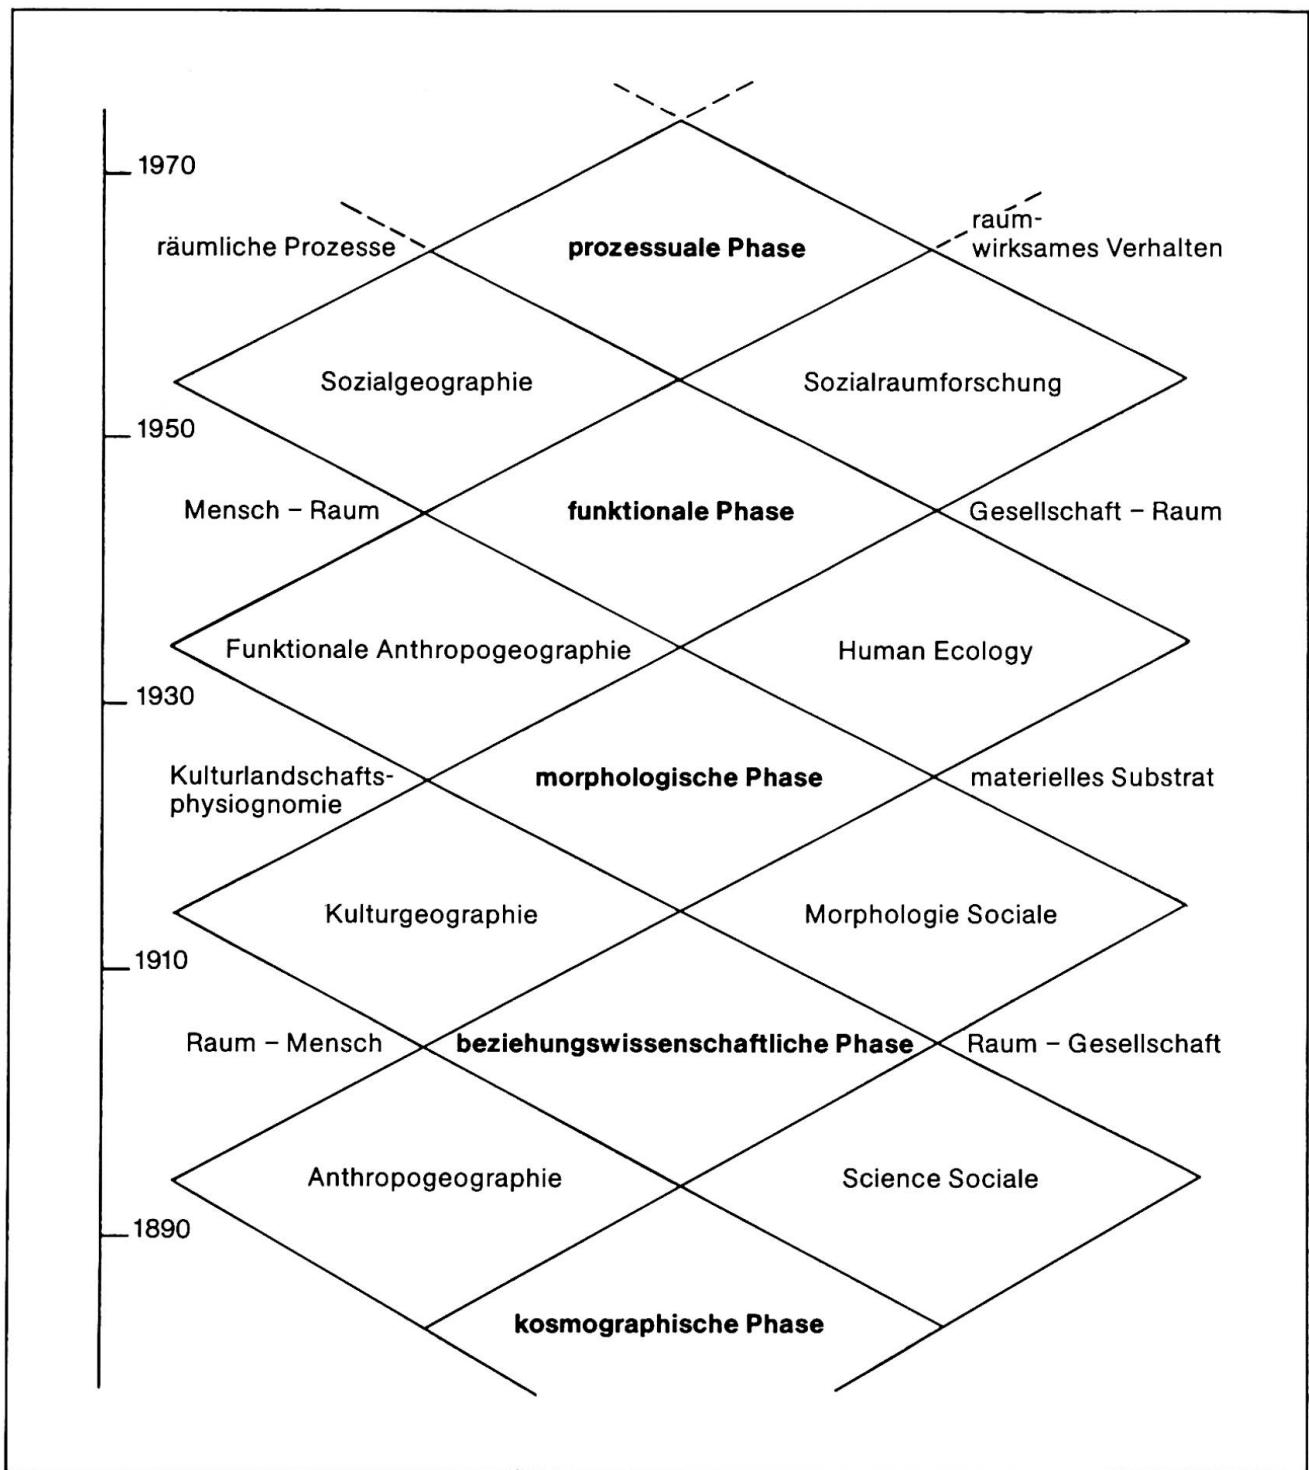 1970
räumliche Prozesse
prozessuale Phase
raum-
wirksames Verhalten
Sozialgeographie
Sozialraumforschung
1950
Mensch – Raum
funktionale Phase
Gesellschaft – Raum
Funktionale Anthropogeographie
Human Ecology
1930
Kulturlandschafts-
physiognomie
morphologische Phase
materielles Substrat
Kulturgeographie
Morphologie Sociale
1910
Raum – Mensch
beziehungswissenschaftliche Phase
Raum – Gesellschaft
Anthropogeographie
Science Sociale
1890
kosmographische Phase